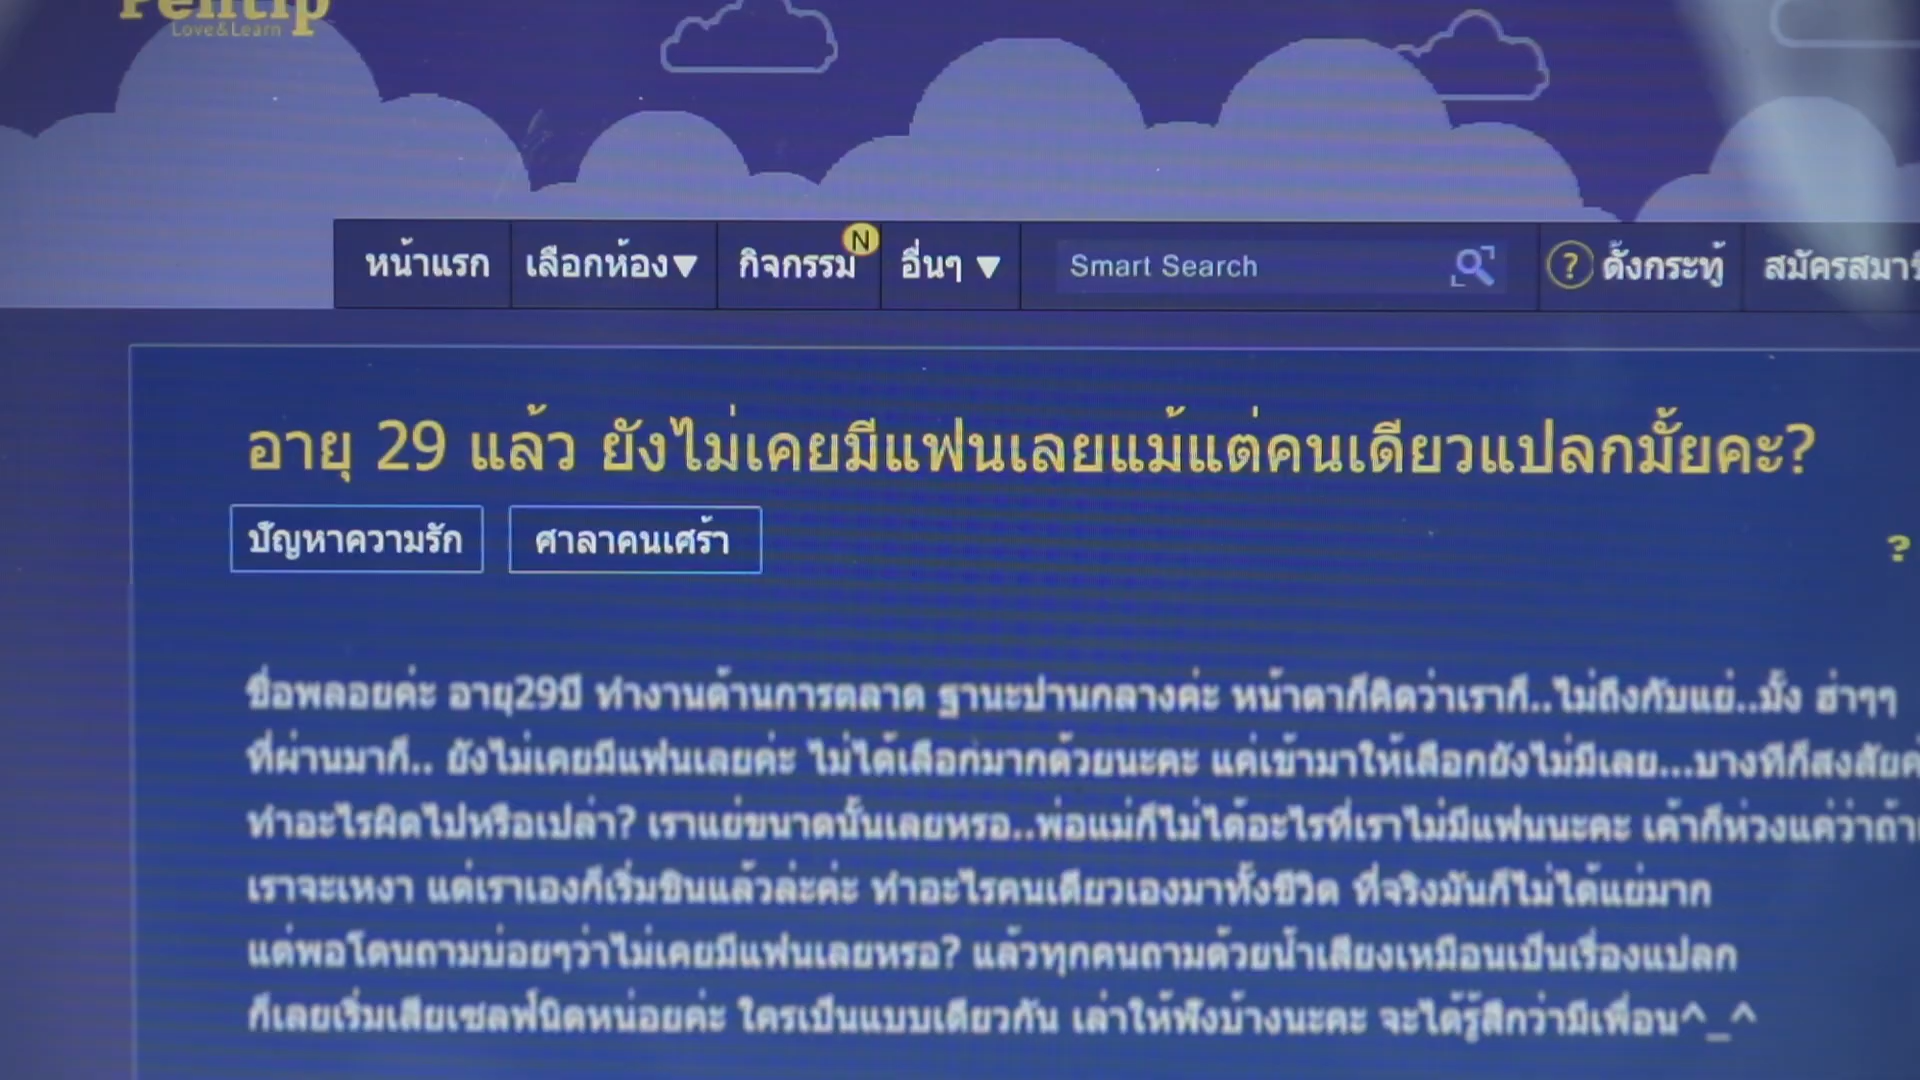 Pentip
Love&Learn
หน้าแรก เลือกห้อง▼ กิจกรรม N อื่นๆ ▼ Smart Search ? ตั้งกระทู้ สมัครสมาชิ
อายุ 29 แล้ว ยังไม่เคยมีแฟนเลยแม้แต่คนเดียวแปลกมั้ยคะ?
ปัญหาความรัก ศาลาคนเศร้า
?
ชื่อพลอยค่ะ อายุ29ปี ทำงานด้านการตลาด ฐานะปานกลางค่ะ หน้าตาก็คิดว่าเราก็..ไม่ถึงกับแย่..มั้ง ฮ่าๆๆ
ที่ผ่านมาก็.. ยังไม่เคยมีแฟนเลยค่ะ ไม่ได้เลือกมากด้วยนะคะ แค่เข้ามาให้เลือกยังไม่มีเลย...บางทีก็สงสัย
ทำอะไรผิดไปหรือเปล่า? เราแย่ขนาดนั้นเลยหรอ..พ่อแม่ก็ไม่ได้อะไรที่เราไม่มีแฟนนะคะ เค้าก็ห่วงแค่ว่าถ้า
เราจะเหงา แต่เราเองก็เริ่มชินแล้วล่ะค่ะ ทำอะไรคนเดียวเองมาทั้งชีวิต ที่จริงมันก็ไม่ได้แย่มาก
แต่พอโดนถามบ่อยๆว่าไม่เคยมีแฟนเลยหรอ? แล้วทุกคนถามด้วยน้ำเสียงเหมือนเป็นเรื่องแปลก
ก็เลยเริ่มเสียเซลฟ์นิดหน่อยค่ะ ใครเป็นแบบเดียวกัน เล่าให้ฟังบ้างนะคะ จะได้รู้สึกว่ามีเพื่อน^_^